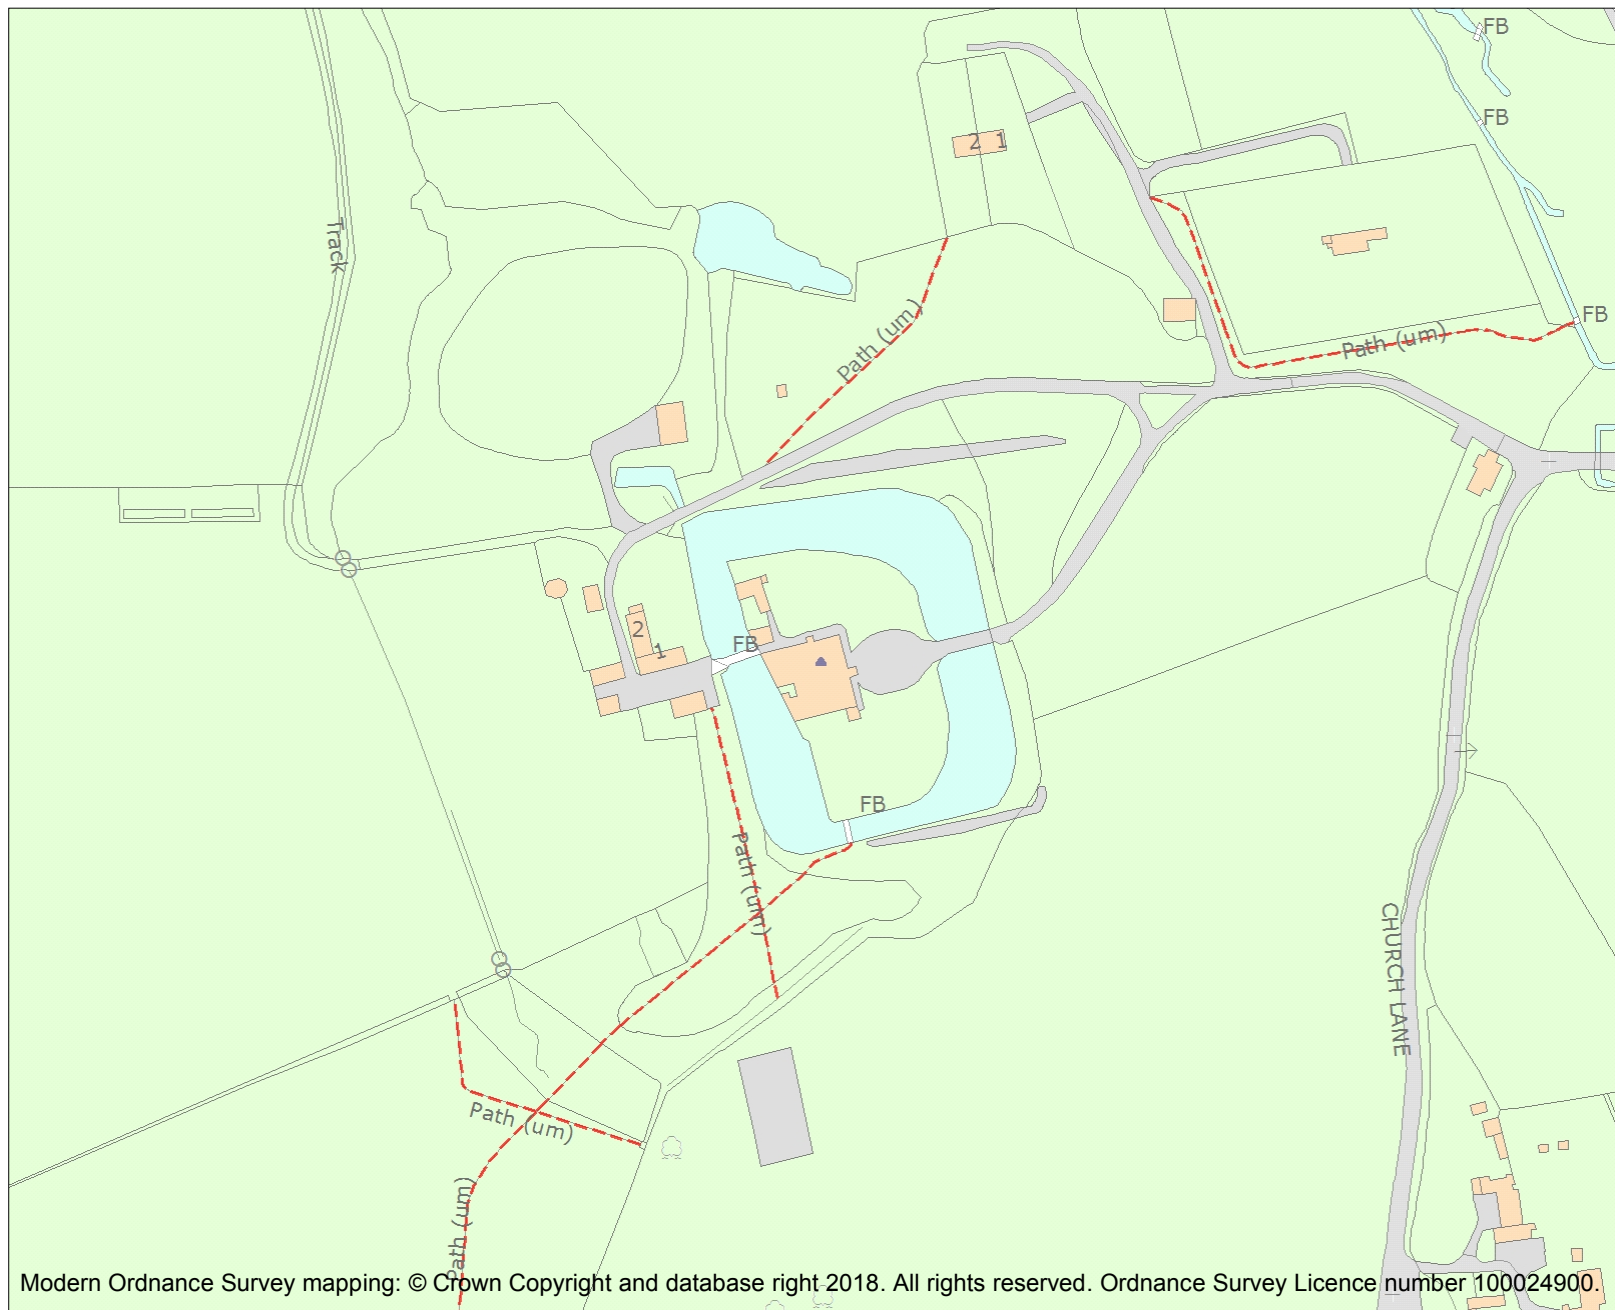 FB
FB
2 1
Track
Path (um)
FB
Path (um)
2
1
FB
FB
Path (um)
CHURCH LANE
Path (um)
Path (um)
Modern Ordnance Survey mapping: © Crown Copyright and database right 2018. All rights reserved. Ordnance Survey Licence number 100024900.